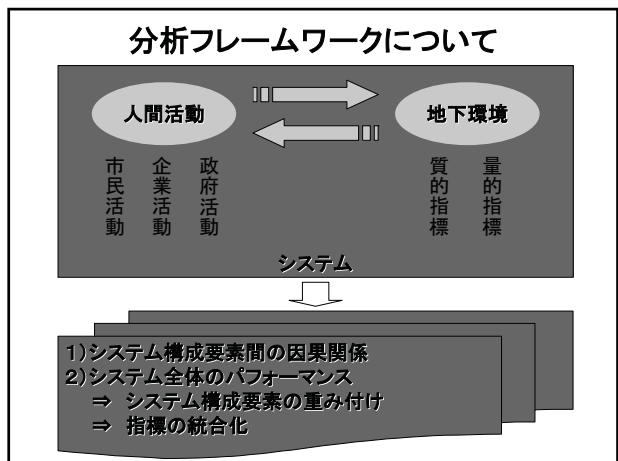 分析フレームワークについて
人間活動
地下環境
市民活動
企業活動
政府活動
質的指標
量的指標
システム
1)システム構成要素間の因果関係
2)システム全体のパフォーマンス
⇒ システム構成要素の重み付け
⇒ 指標の統合化